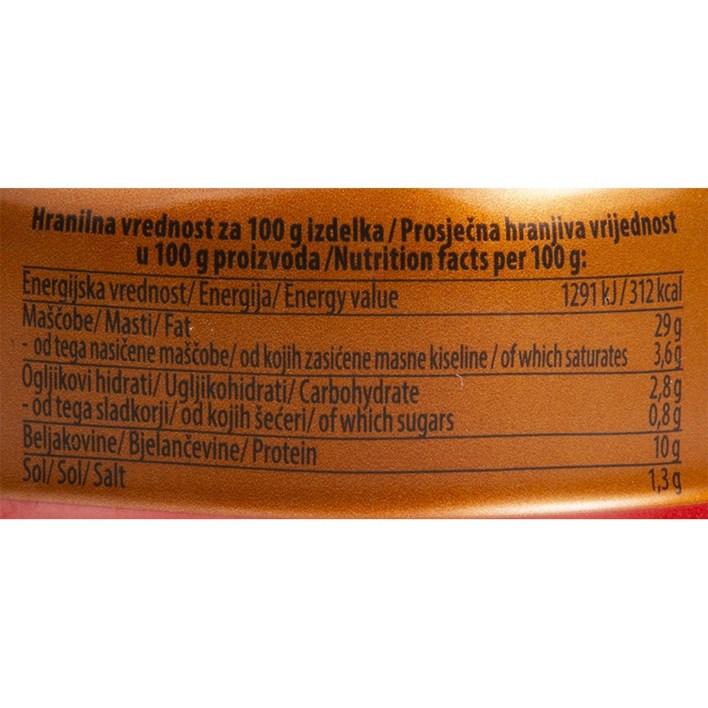 Hranilna vrednost za 100 g izdelka / Prosječna hranjiva vrijednost
u 100 g proizvoda /Nutrition facts per 100 g:
Energijska vrednost/ Energija/ Energy value 1291 kJ / 312 kcal
Maščobe/ Masti/ Fat 29 g
- od tega nasičene maščobe/ od kojih zasićene masne kiseline / of which saturates 3,6g
Ogljikovi hidrati/ Ugljikohidrati/ Carbohydrate 2,8g
- od tega sladkorji/ od kojih šećeri/ of which sugars 0,8 g
Beljakovine/ Bjelančevine/ Protein 10 g
Sol/ Sol/ Salt 1,3 g